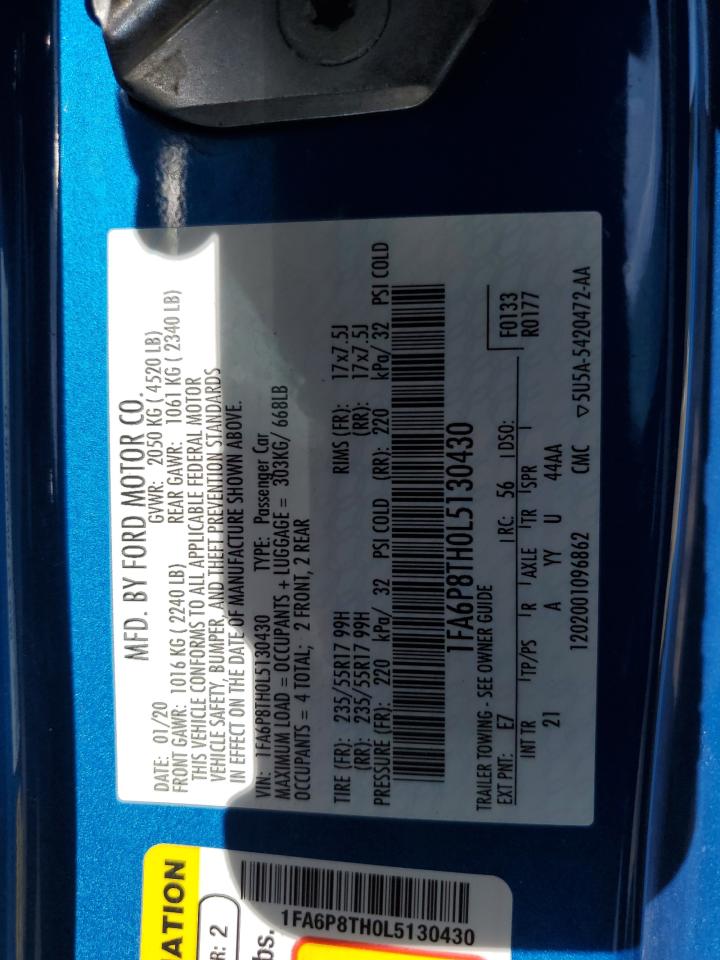 MFD. BY FORD MOTOR CO.
DATE: 01/20 GVWR: 2050 KG ( 4520 LB)
FRONT GAWR: 1016 KG ( 2240 LB) REAR GAWR: 1061 KG ( 2340 LB)
THIS VEHICLE CONFORMS TO ALL APPLICABLE FEDERAL MOTOR
VEHICLE SAFETY, BUMPER, AND THEFT PREVENTION STANDARDS
IN EFFECT ON THE DATE OF MANUFACTURE SHOWN ABOVE.
VIN: 1FA6P8TH0L5130430 TYPE: Passenger Car
MAXIMUM LOAD = OCCUPANTS + LUGGAGE = 303KG/ 668LB
OCCUPANTS = 4 TOTAL; 2 FRONT, 2 REAR
TIRE (FR): 235/55R17 99H RIMS (FR): 17x7.5J
(RR): 235/55R17 99H (RR): 17x7.5J
PRESSURE (FR): 220 kPa/ 32 PSI COLD (RR): 220 kPa/ 32 PSI COLD
1FA6P8TH0L5130430
TRAILER TOWING - SEE OWNER GUIDE F0133
EXT PNT: E7 RC: 56 DSO: R0177
INT TR TP/PS R AXLE TR SPR
21 A YY U 44AA
1202001096862 CMC ▽5U5A-5420472-AA
ATION
R: 2
bs.
1FA6P8TH0L5130430